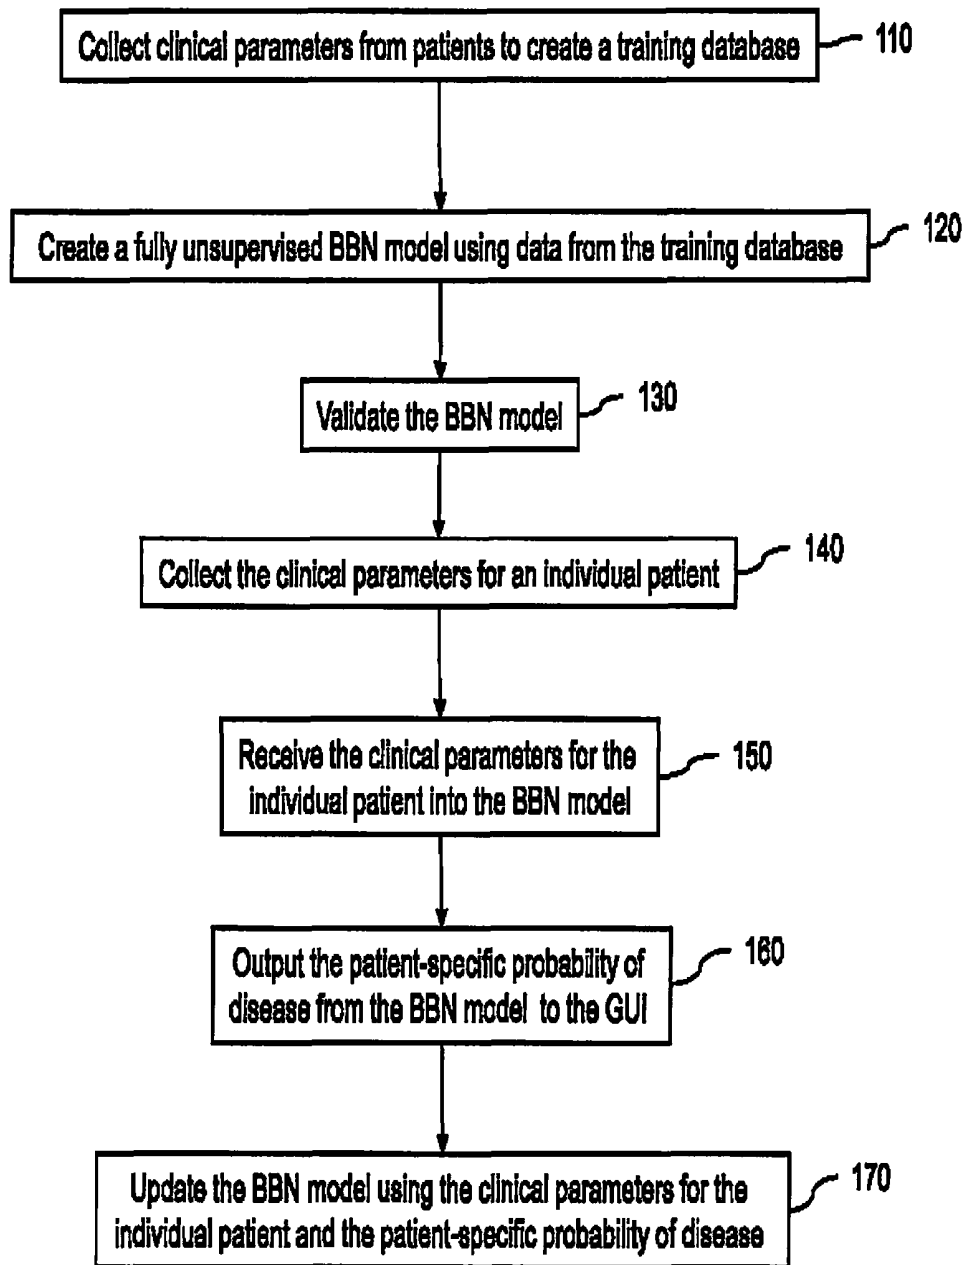 Collect clinical parameters from patients to create a training database
110
Create a fully unsupervised BBN model using data from the training database
120
Validate the BBN model
130
Collect the clinical parameters for an individual patient
140
Receive the clinical parameters for the
individual patient into the BBN model
150
Output the patient-specific probability of
disease from the BBN model to the GUI
160
Update the BBN model using the clinical parameters for the
individual patient and the patient-specific probability of disease
170